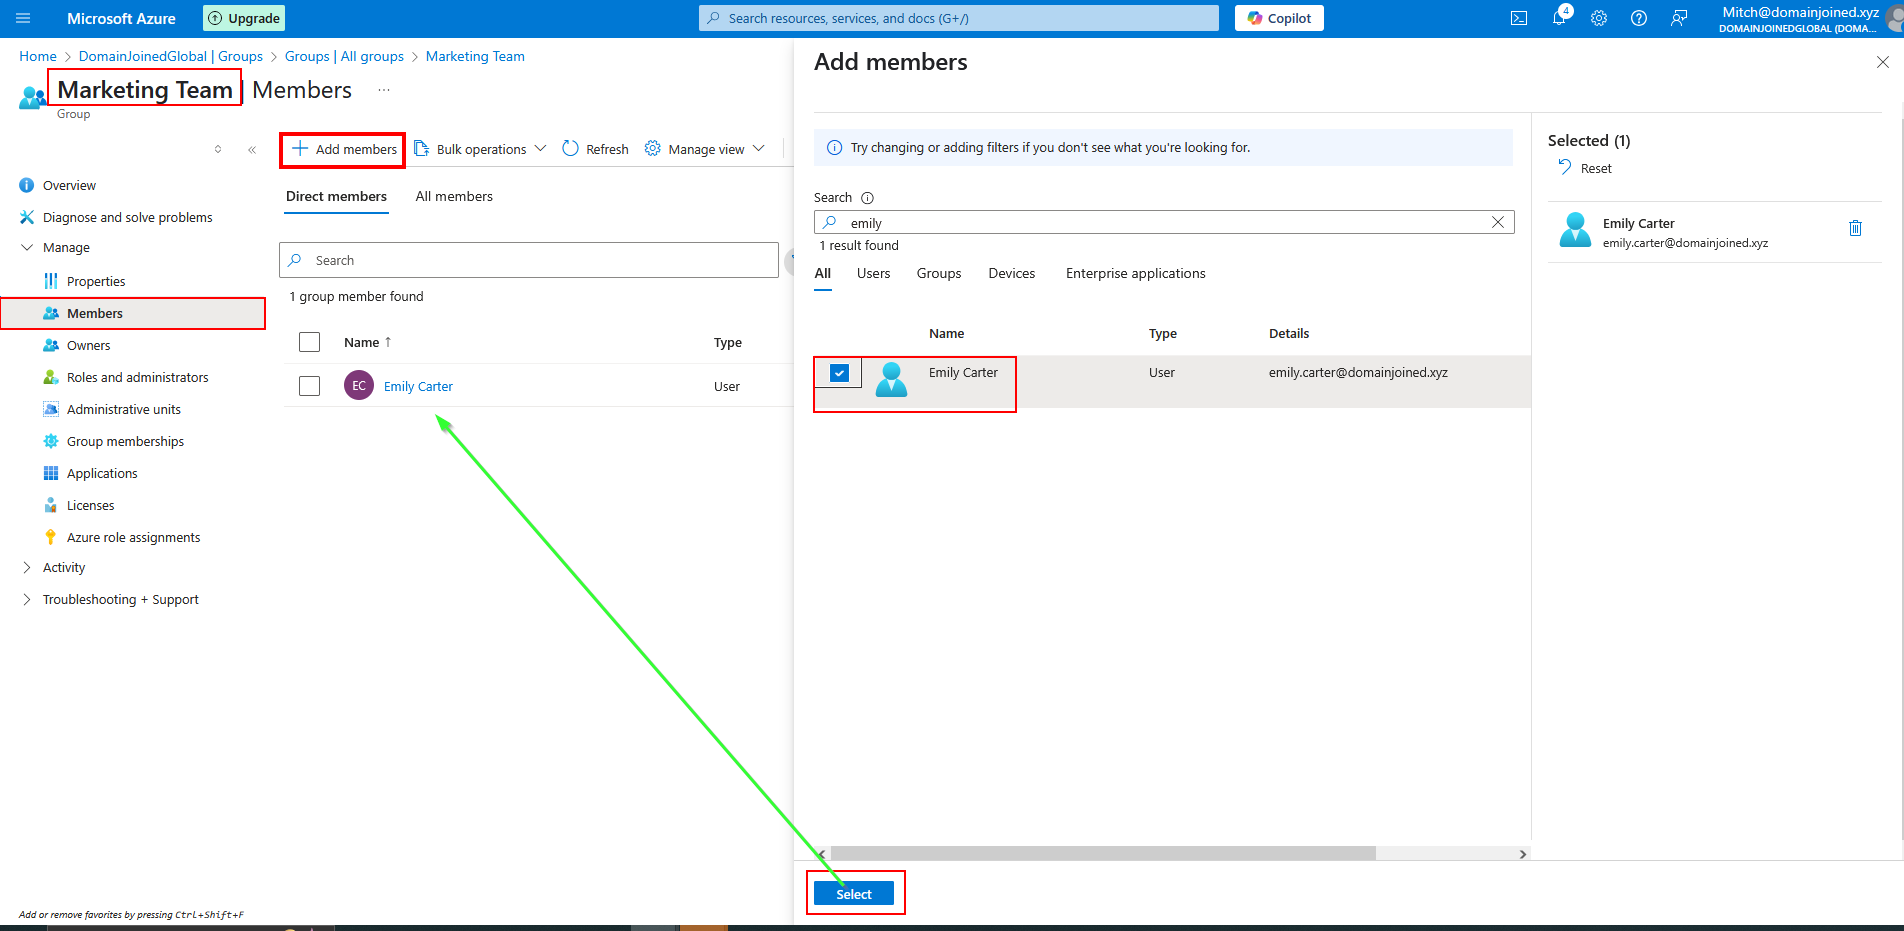 Microsoft Azure
Upgrade
Search resources, services, and docs (G+/)
Copilot
4
Mitch@domainjoined.xyz
DOMAINJOINEDGLOBAL (DOMA...
Home > DomainJoinedGlobal | Groups > Groups | All groups > Marketing Team
Marketing Team | Members ...
Group
Overview
Diagnose and solve problems
Manage
Properties
Members
Owners
Roles and administrators
Administrative units
Group memberships
Applications
Licenses
Azure role assignments
Activity
Troubleshooting + Support
Add or remove favorites by pressing Ctrl+Shift+F
Add members
Bulk operations
Refresh
Manage view
Direct members
All members
Search
1 group member found
Name ↑
Type
EC
Emily Carter
User
Add members
Try changing or adding filters if you don't see what you're looking for.
Search
emily
1 result found
All
Users
Groups
Devices
Enterprise applications
Name
Type
Details
Emily Carter
User
emily.carter@domainjoined.xyz
Select
Selected (1)
Reset
Emily Carter
emily.carter@domainjoined.xyz